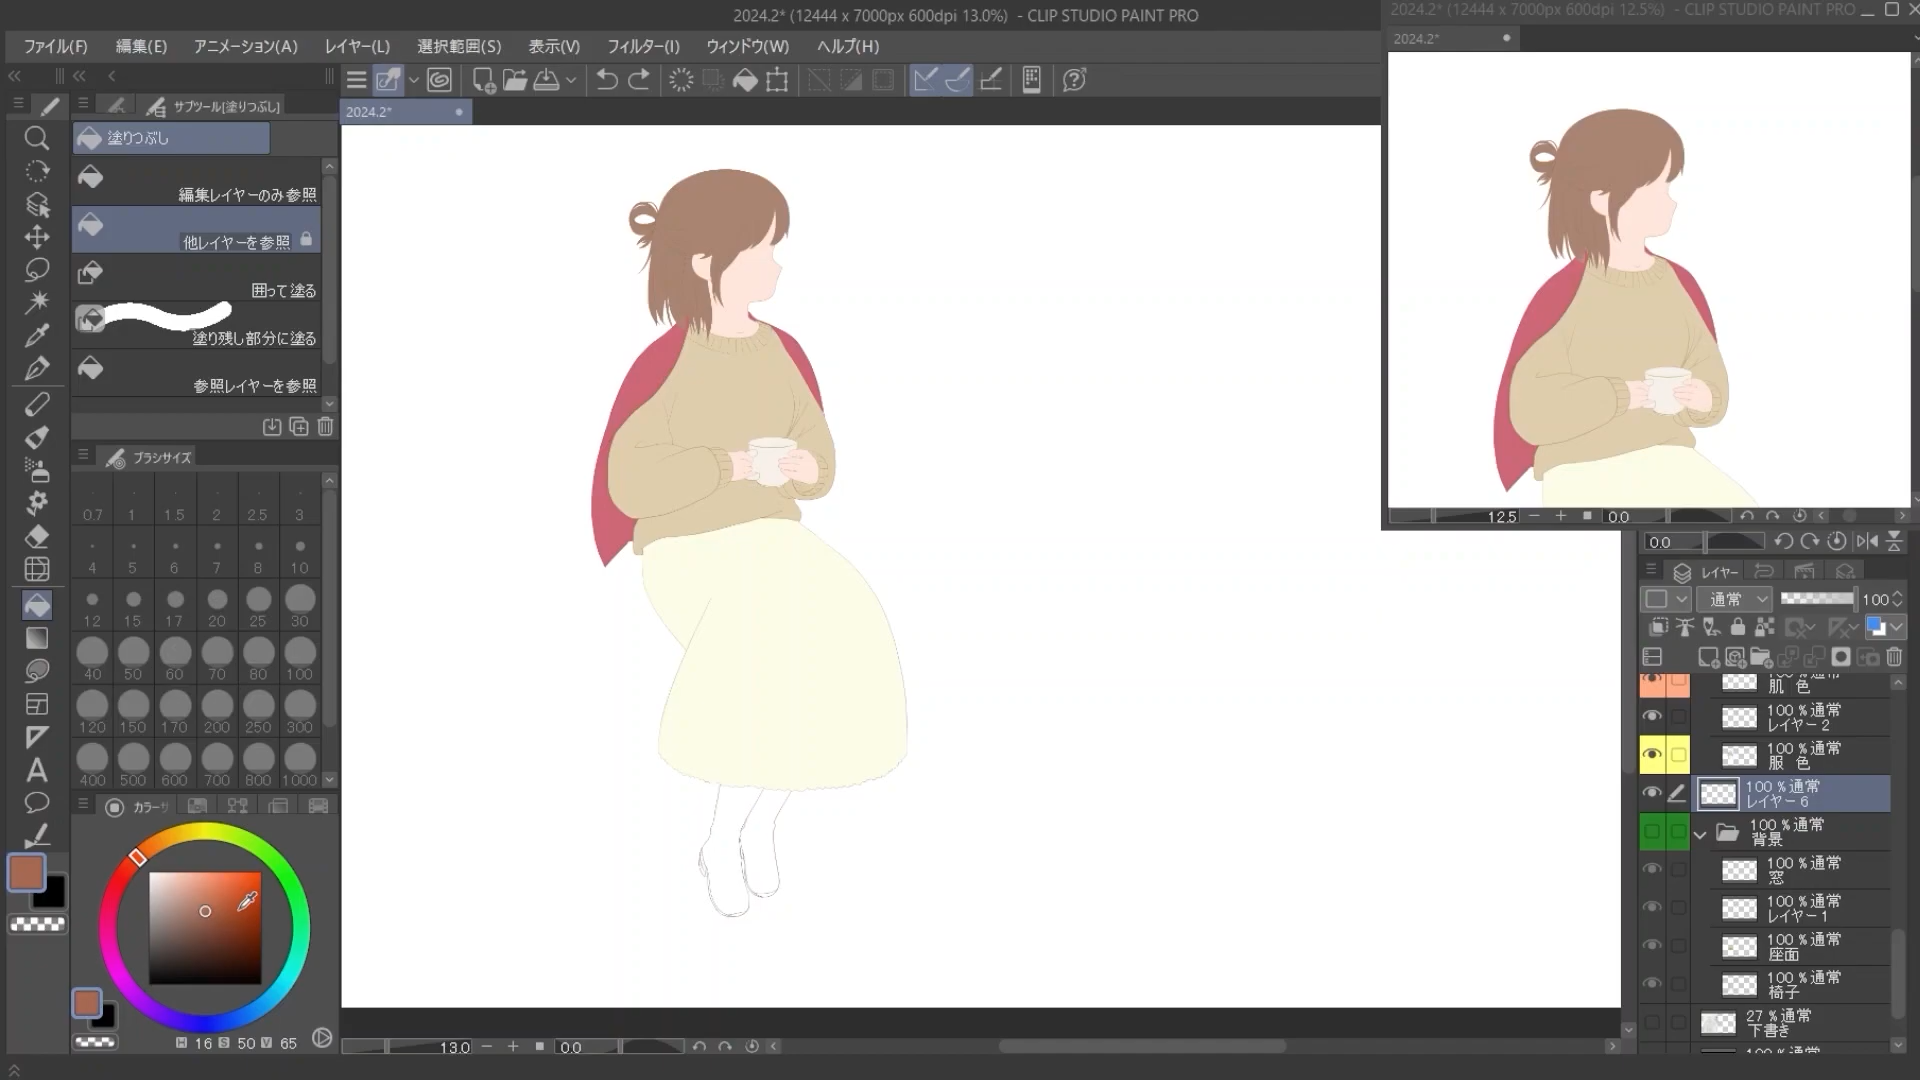 2024.2* (12444 x 7000px 600dpi 13.0%)  - CLIP STUDIO PAINT PRO
2024.2* (12444 x 7000px 600dpi 12.5%)  - CLIP STUDIO PAINT PRO
ファイル(F) 編集(E) アニメーション(A) レイヤー(L) 選択範囲(S) 表示(V) フィルター(I) ウィンドウ(W) ヘルプ(H)
2024.2*
サブツール[塗りつぶし]
2024.2*
塗りつぶし
編集レイヤーのみ参照
他レイヤーを参照
囲って塗る
塗り残し部分に塗る
参照レイヤーを参照
ブラシサイズ
0.7 1 1.5 2 2.5 3
4 5 6 7 8 10
12 15 17 20 25 30
40 50 60 70 80 100
120 150 170 200 250 300
400 500 600 700 800 1000
カラーサ
H 16 S 50 V 65
13.0 0.0
12.5 0.0
0.0
レイヤー
通常 100
肌 色
100 %通常
レイヤー 2
100 %通常
服 色
100 %通常
レイヤー 6
100 %通常
背景
100 %通常
窓
100 %通常
レイヤー 1
100 %通常
座面
100 %通常
椅子
27 %通常
下書き